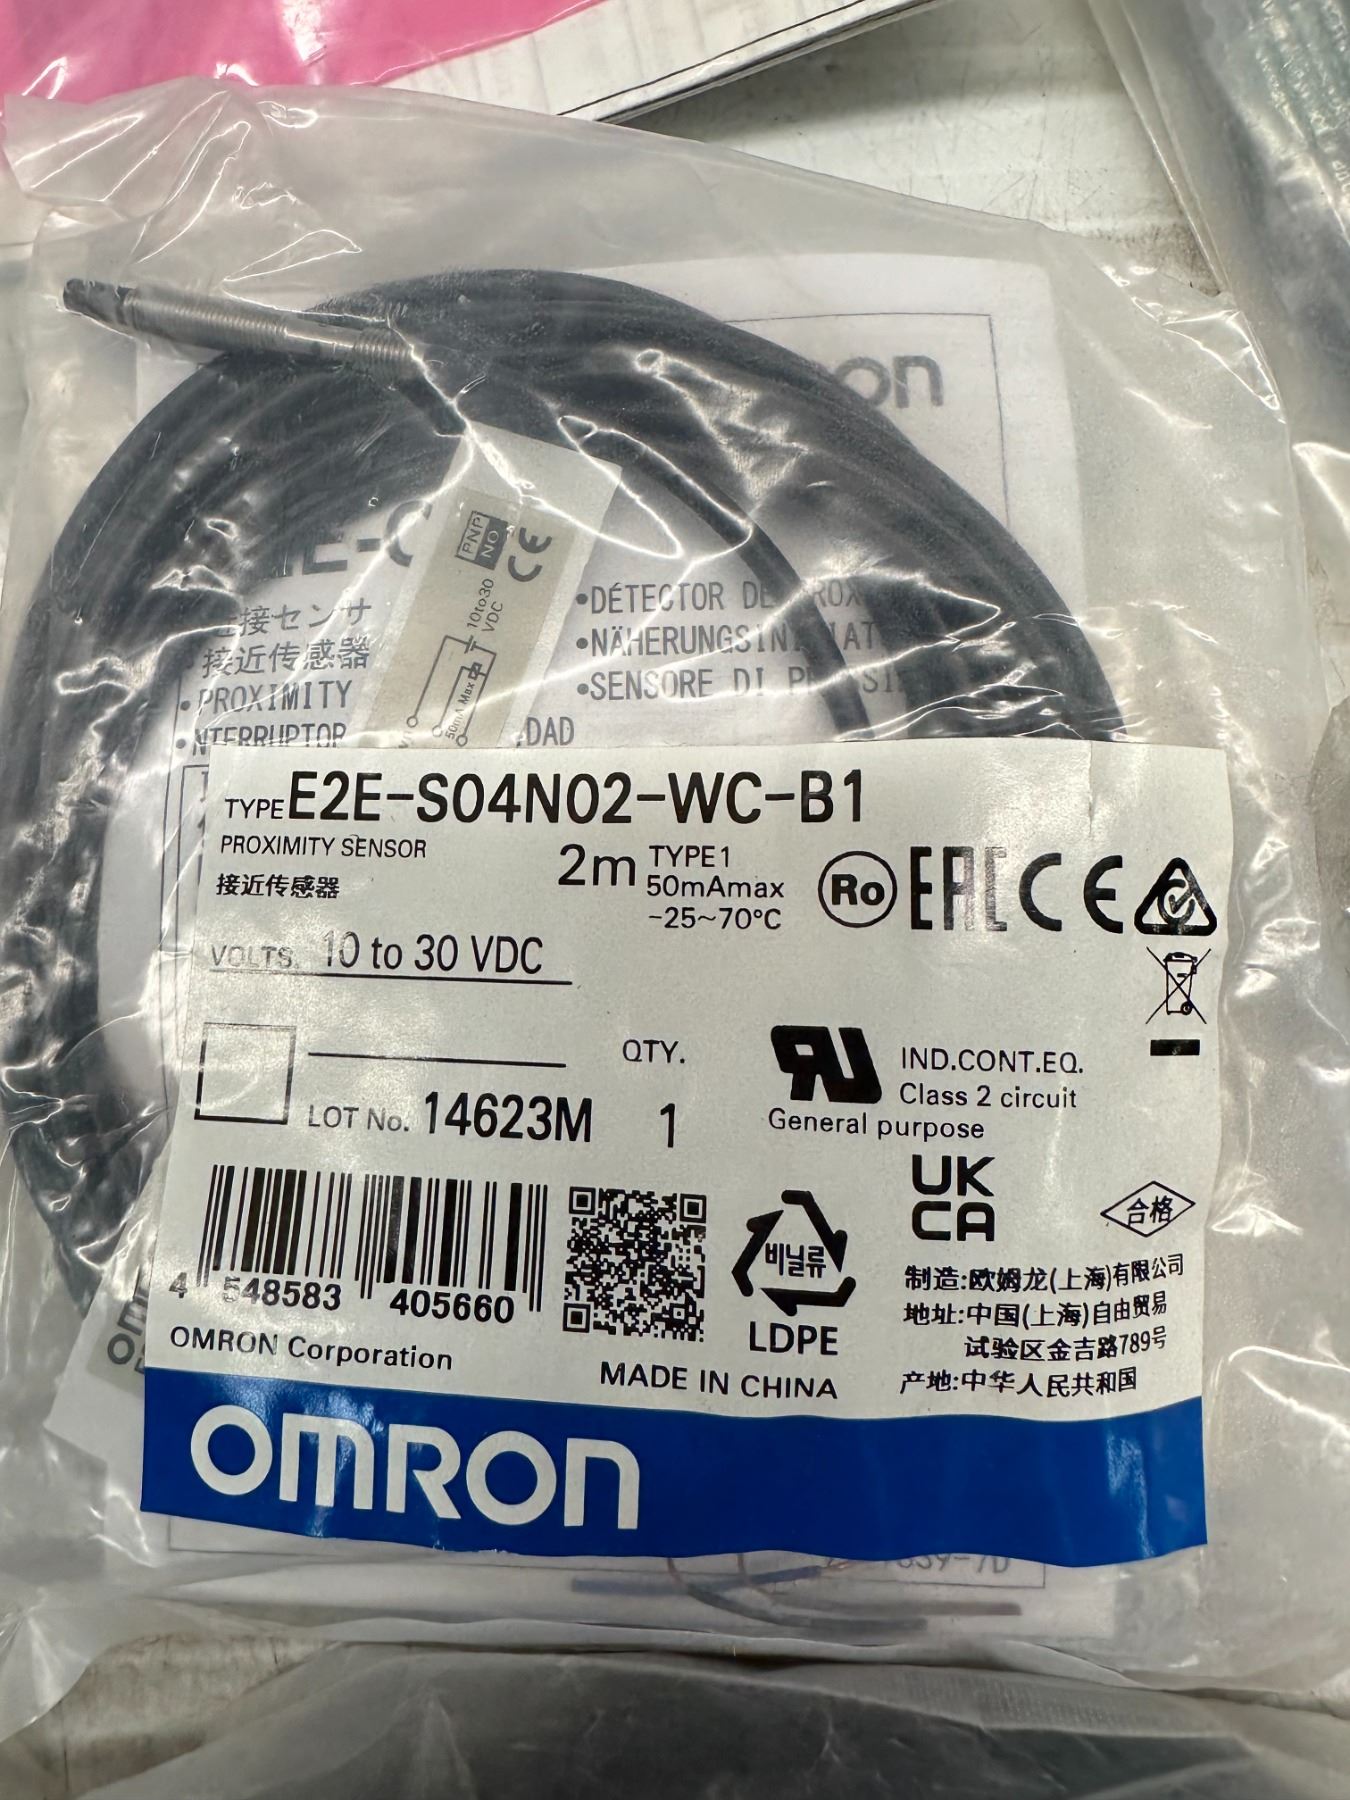 on
PNP
NO
CE
10to30
VDC
50mA Max
接センサ
接近传感器
•PROXIMITY
•DÉTECTOR DE
•SENSORE DI
DAD
TYPE E2E-S04N02-WC-B1
PROXIMITY SENSOR
接近传感器
2m TYPE1
50mAmax
-25~70°C
Ro EAC CE
VOLTS. 10 to 30 VDC
QTY.
LOT No. 14623M 1
IND.CONT.EQ.
Class 2 circuit
General purpose
UK
CA
合格
4 548583 405660
비닐류
LDPE
OMRON Corporation
MADE IN CHINA
制造:欧姆龙(上海)有限公司
地址:中国(上海)自由贸易
试验区金吉路789号
产地:中华人民共和国
OMRON